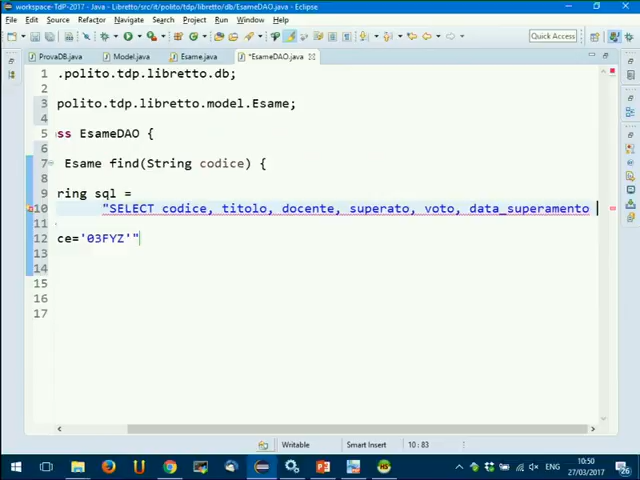 workspace-TdP-2017 - Java - Libretto/src/it/polito/tdp/libretto/db/EsameDAO.java - Eclipse
File Edit Source Refactor Navigate Search Project Run Window Help
Quick Access
ProvaDB.java Model.java Esame.java *EsameDAO.java
1 .polito.tdp.libretto.db;
2
3 polito.tdp.libretto.model.Esame;
4
5 ss EsameDAO {
6
7 Esame find(String codice) {
8
9 ring sql =
10 "SELECT codice, titolo, docente, superato, voto, data_superamento
11
12 ce='03FYZ'"
13
14
15
16
17
Writable Smart Insert 10 : 83
ENG 10:50
27/03/2017
26